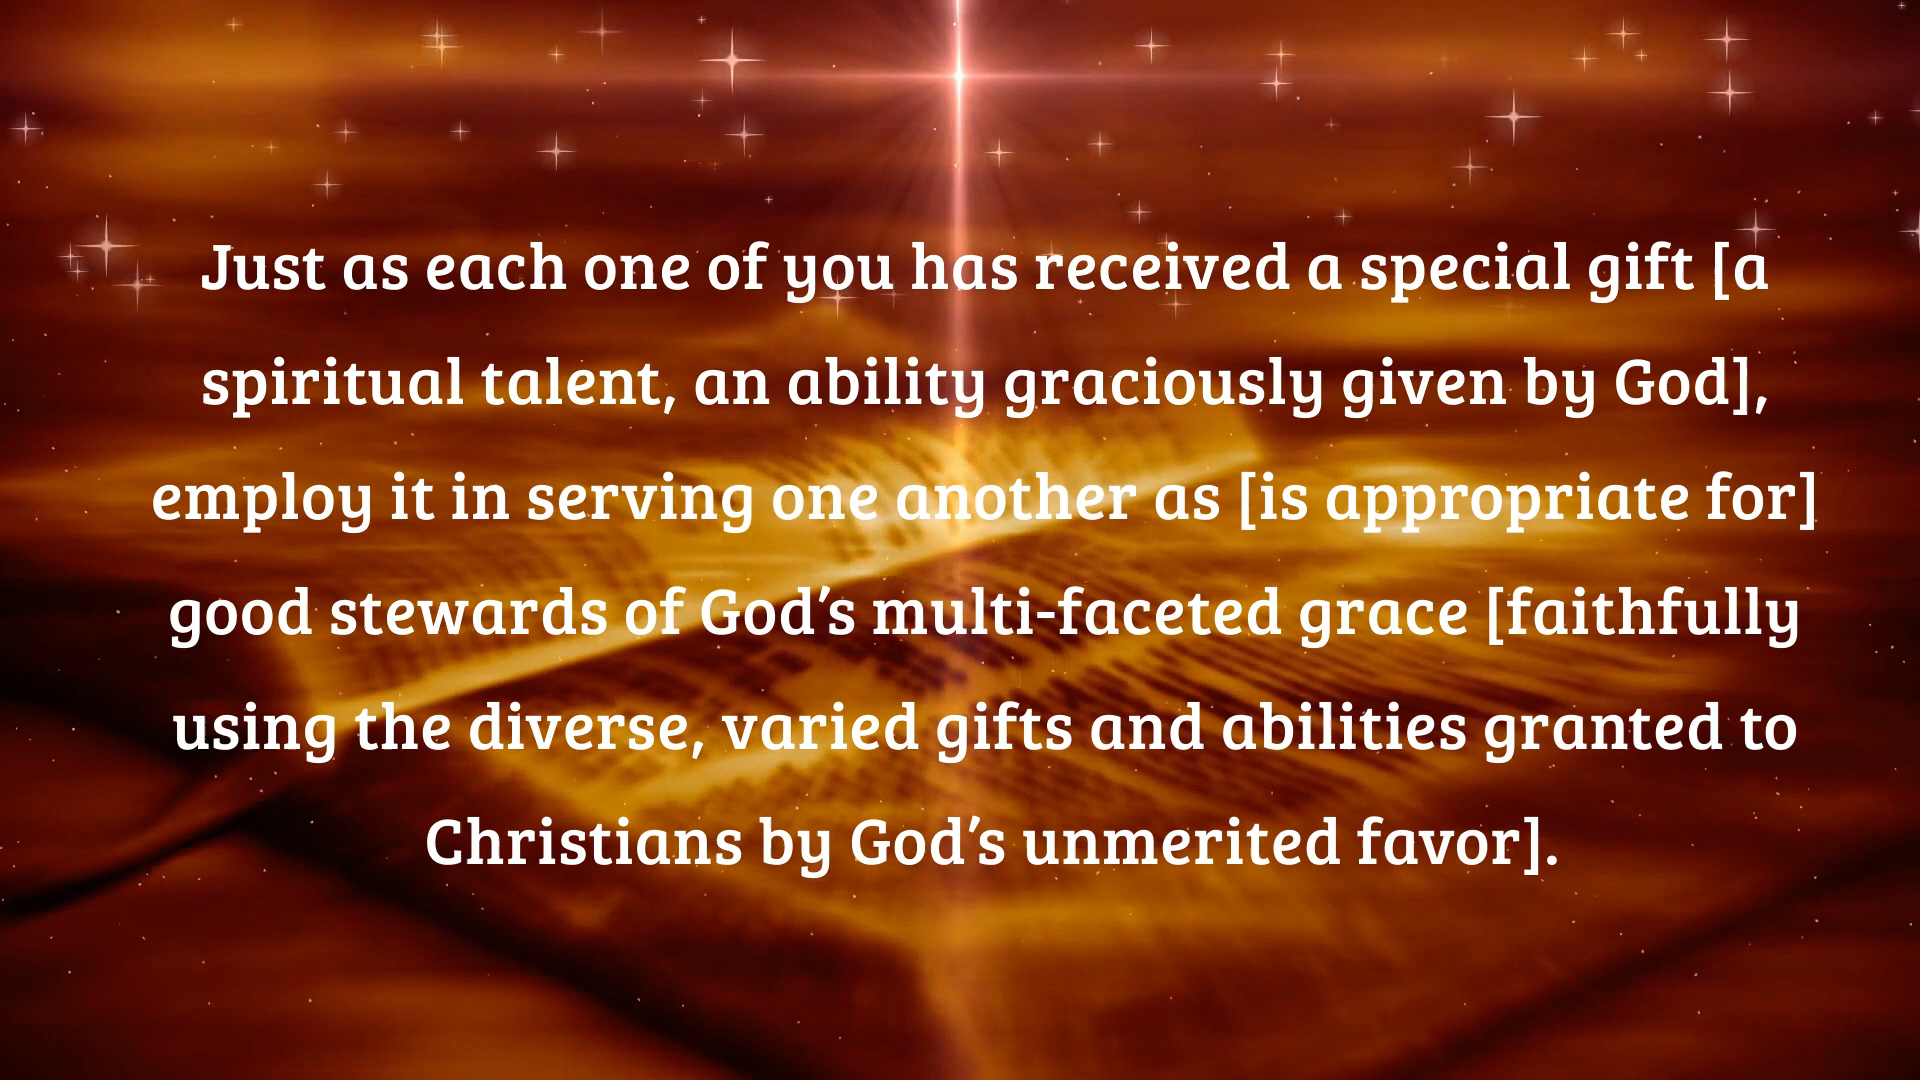 Just as each one of you has received a special gift [a
spiritual talent, an ability graciously given by God],
employ it in serving one another as [is appropriate for]
good stewards of God’s multi-faceted grace [faithfully
using the diverse, varied gifts and abilities granted to
Christians by God’s unmerited favor].